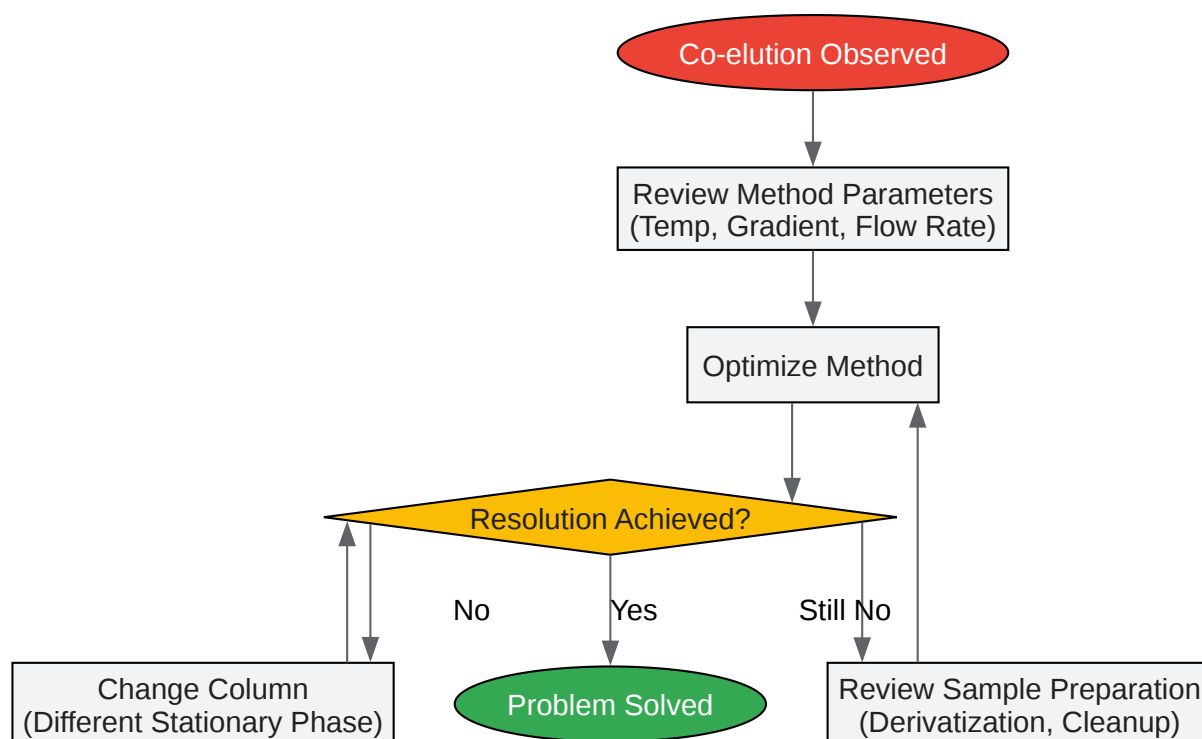 Co-elution Observed
Review Method Parameters
(Temp, Gradient, Flow Rate)
Optimize Method
Resolution Achieved?
No
Yes
Still No
Change Column
(Different Stationary Phase)
Problem Solved
Review Sample Preparation
(Derivatization, Cleanup)